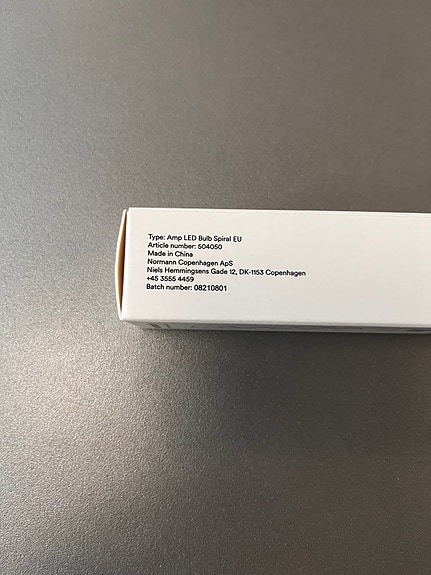 Type: Amp LED Bulb Spiral EU
Article number: 504050
Made in China
Normann Copenhagen ApS
Niels Hemmingsens Gade 12, DK-1153 Copenhagen
+45 3555 4459
Batch number: 08210801